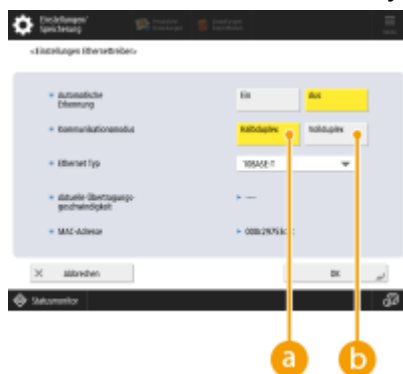 Einstellungen/
Speicherung
<Einstellungen Ethernettreiber>
Automatische
Erkennung
Ein
Aus
Kommunikationsmodus
Halbduplex
Vollduplex
Ethernet Typ
10BASE-T
Aktuelle Übertragungs-
geschwindigkeit
MAC-Adresse
Abbrechen
OK
Statusmonitor
a
b